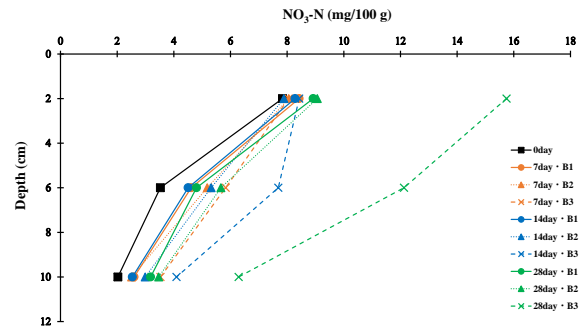 NO₃-N (mg/100 g)
0 2 4 6 8 10 12 14 16 18
0
2
4
6
8
10
12
Depth (cm)
0day
7day・B1
7day・B2
7day・B3
14day・B1
14day・B2
14day・B3
28day・B1
28day・B2
28day・B3